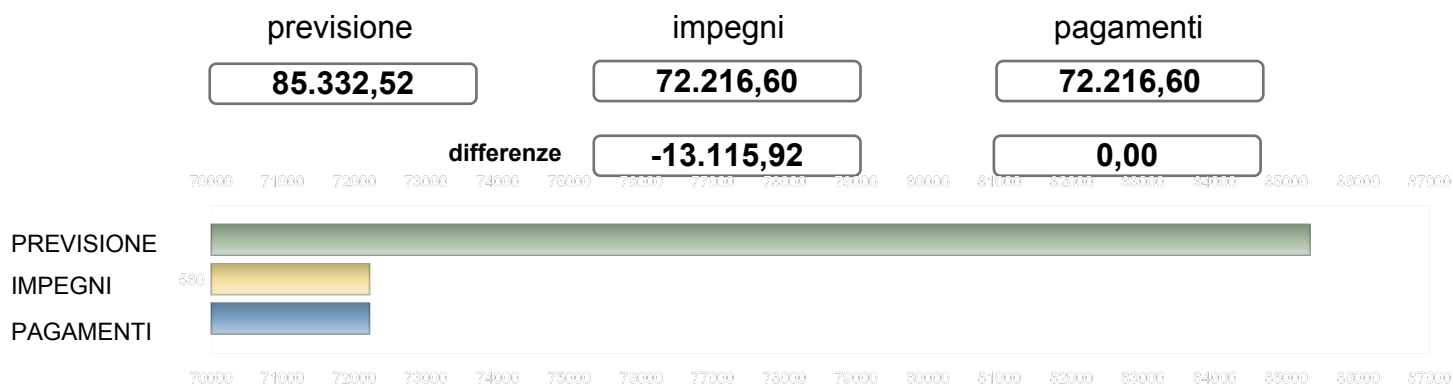 previsione impegni pagamenti
85.332,52 72.216,60 72.216,60
differenze -13.115,92 0,00
70000 71000 72000 73000 74000 75000 76000 77000 78000 79000 80000 81000 82000 83000 84000 85000 86000 87000
PREVISIONE
580
IMPEGNI
PAGAMENTI
70000 71000 72000 73000 74000 75000 76000 77000 78000 79000 80000 81000 82000 83000 84000 85000 86000 87000